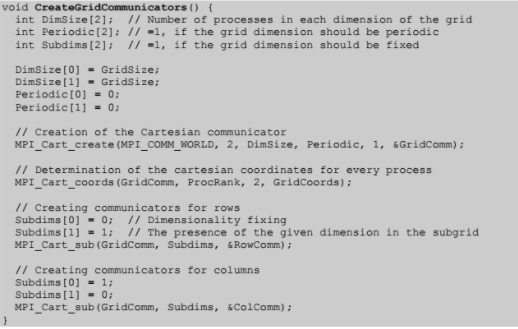 void CreateGridCommunicators() {
  int DimSize[2];  // Number of processes in each dimension of the grid
  int Periodic[2]; // =1, if the grid dimension should be periodic
  int Subdims[2];  // =1, if the grid dimension should be fixed
  DimSize[0] = GridSize;
  DimSize[1] = GridSize;
  Periodic[0] = 0;
  Periodic[1] = 0;
  // Creation of the Cartesian communicator
  MPI_Cart_create(MPI_COMM_WORLD, 2, DimSize, Periodic, 1, &GridComm);
  // Determination of the cartesian coordinates for every process
  MPI_Cart_coords(GridComm, ProcRank, 2, GridCoords);
  // Creating communicators for rows
  Subdims[0] = 0;  // Dimensionality fixing
  Subdims[1] = 1;  // The presence of the given dimension in the subgrid
  MPI_Cart_sub(GridComm, Subdims, &RowComm);
  // Creating communicators for columns
  Subdims[0] = 1;
  Subdims[1] = 0;
  MPI_Cart_sub(GridComm, Subdims, &ColComm);
}